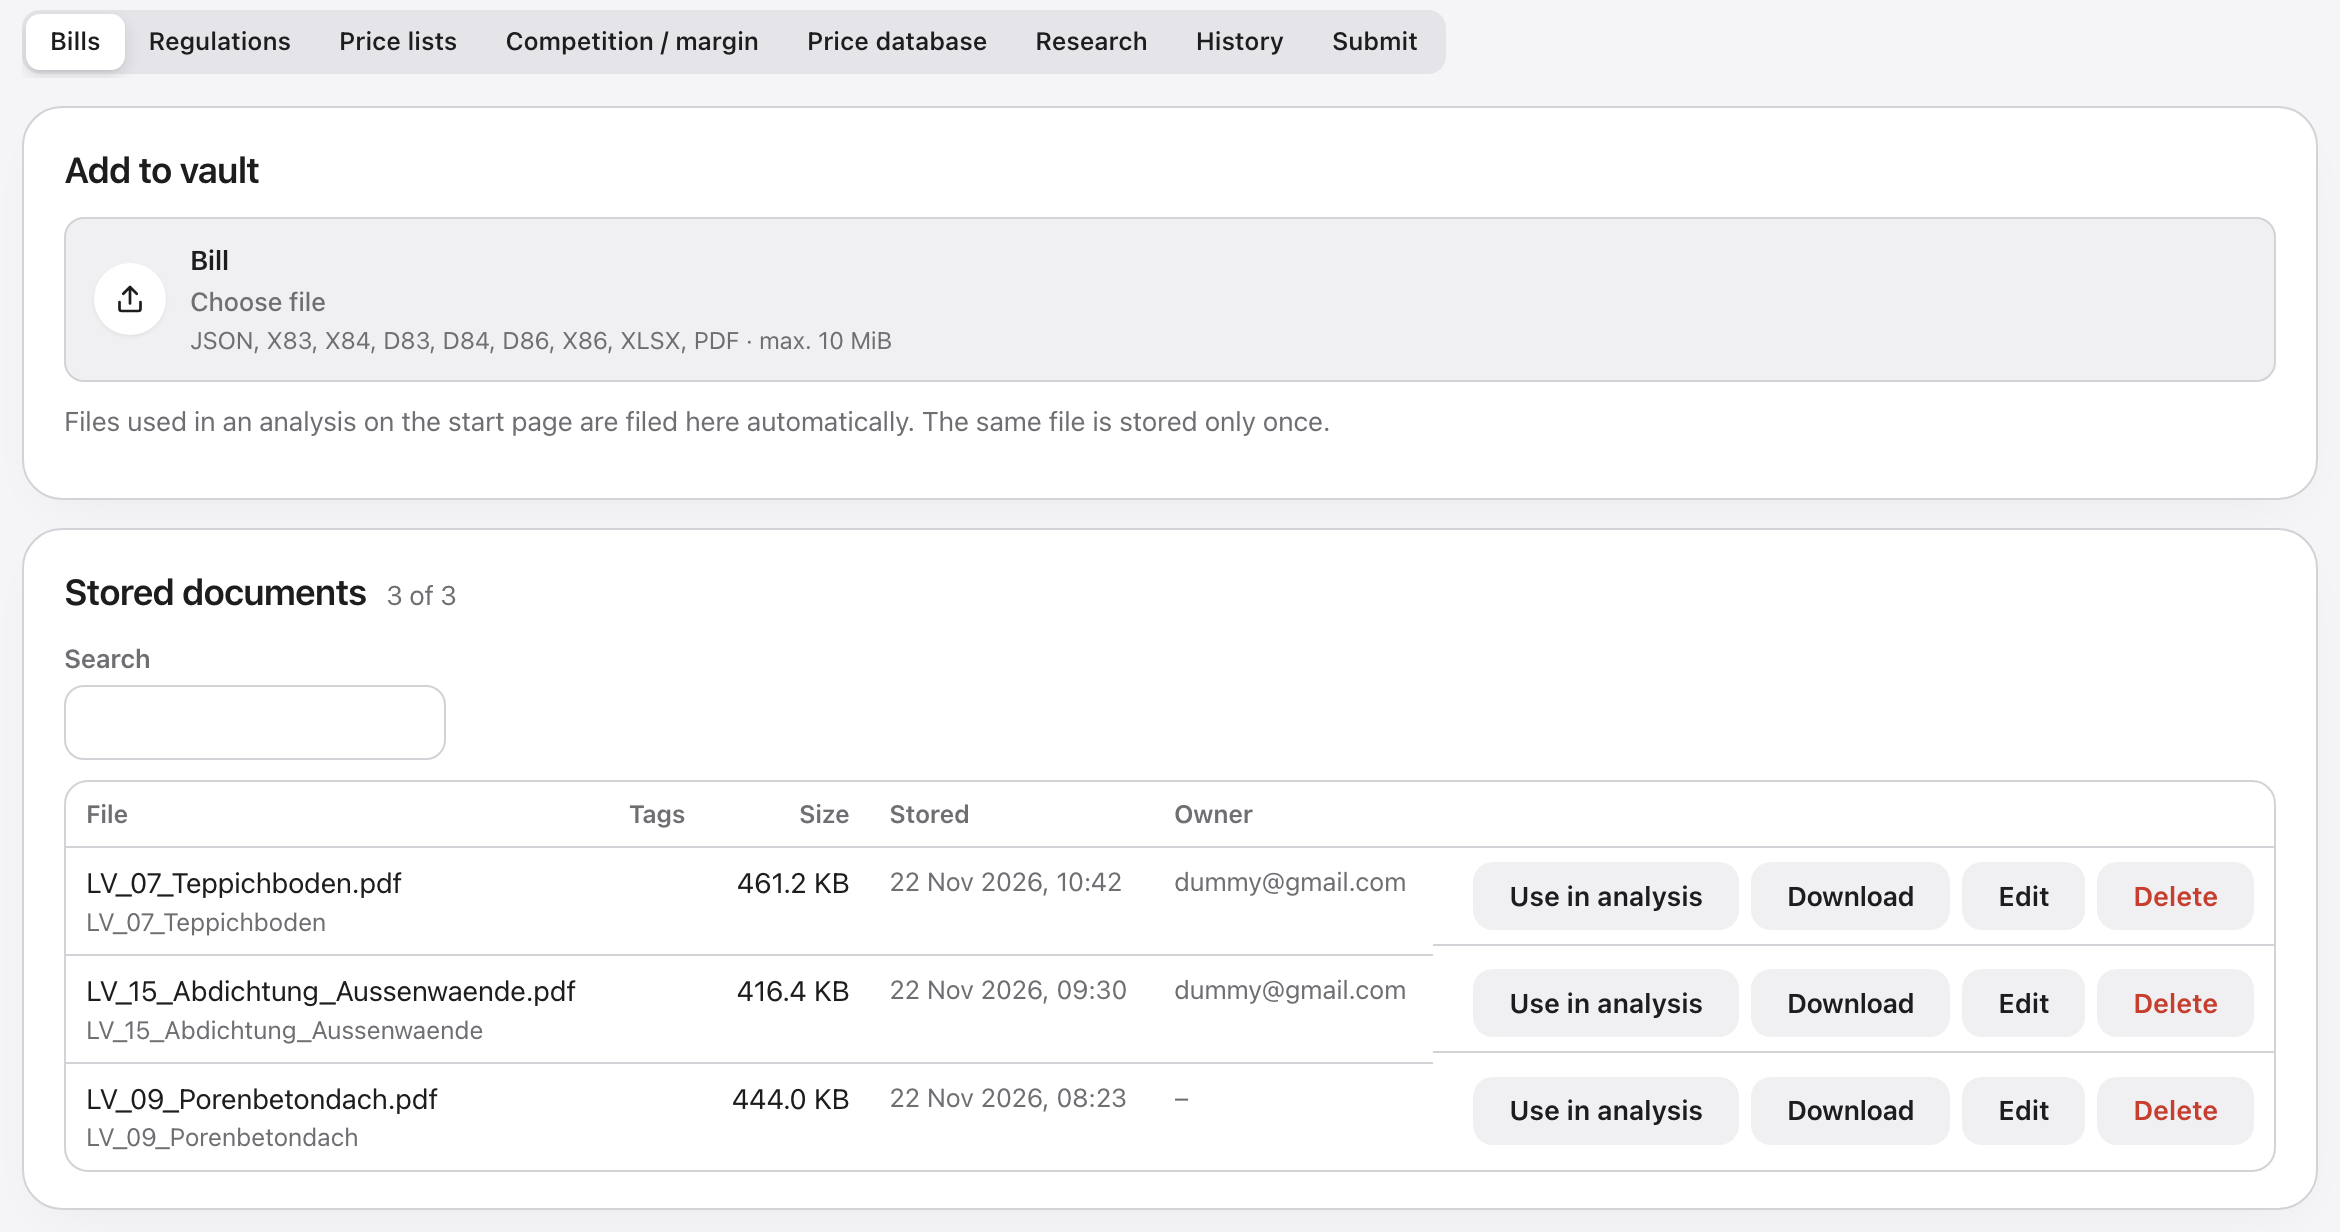 Bills Regulations Price lists Competition / margin Price database Research History Submit
Add to vault
Bill
Choose file
JSON, X83, X84, D83, D84, D86, X86, XLSX, PDF · max. 10 MiB
Files used in an analysis on the start page are filed here automatically. The same file is stored only once.
Stored documents 3 of 3
Search
File Tags Size Stored Owner
LV_07_Teppichboden.pdf 461.2 KB 22 Nov 2026, 10:42 dummy@gmail.com Use in analysis Download Edit Delete
LV_07_Teppichboden
LV_15_Abdichtung_Aussenwaende.pdf 416.4 KB 22 Nov 2026, 09:30 dummy@gmail.com Use in analysis Download Edit Delete
LV_15_Abdichtung_Aussenwaende
LV_09_Porenbetondach.pdf 444.0 KB 22 Nov 2026, 08:23 – Use in analysis Download Edit Delete
LV_09_Porenbetondach